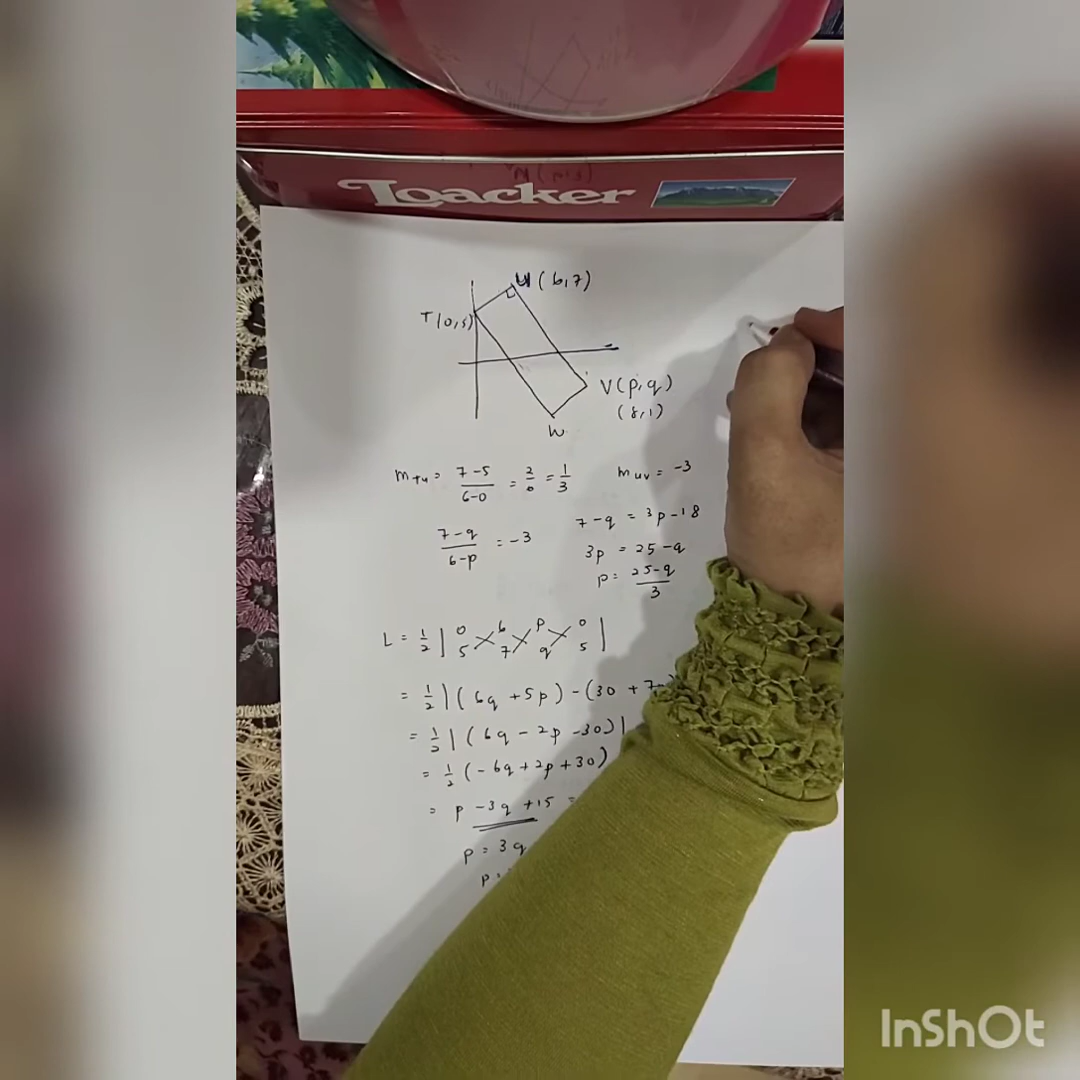 Loacker
U (6,7)
T(0,5)
V(p,q)
(8,1)
W
mTU = 7-5/6-0 = 2/6 = 1/3
mUV = -3
7-q/6-p = -3
7-q = 3p-18
3p = 25-q
p = 25-q/3
L = 1/2 | 0 6 p 0
5 7 q 5 |
= 1/2 |(6q + 5p) - (30 + 7
= 1/2 |(6q - 2p - 30)|
= 1/2 (-6q + 2p + 30)
= p - 3q + 15 =
p = 3q
p =
InShOt